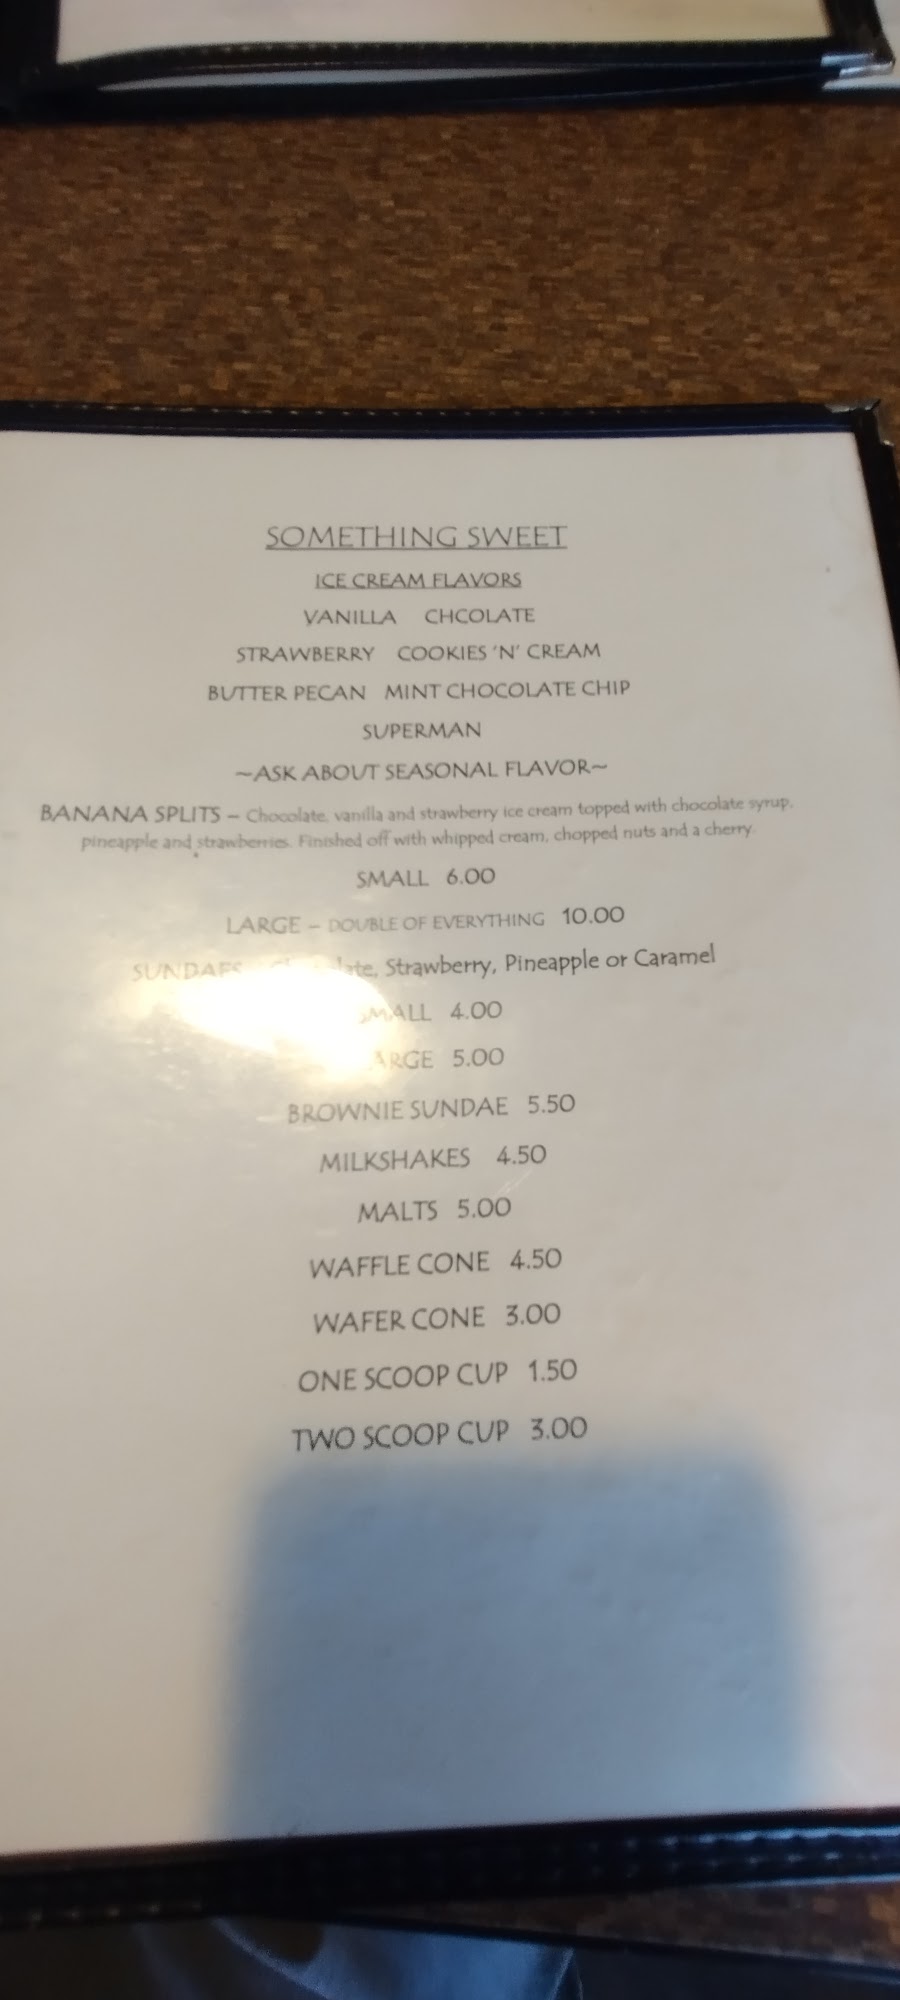 SOMETHING SWEET
ICE CREAM FLAVORS
VANILLA CHCOLATE
STRAWBERRY COOKIES 'N' CREAM
BUTTER PECAN MINT CHOCOLATE CHIP
SUPERMAN
~ASK ABOUT SEASONAL FLAVOR~
BANANA SPLITS – Chocolate, vanilla and strawberry ice cream topped with chocolate syrup,
pineapple and strawberries. Finished off with whipped cream, chopped nuts and a cherry.
SMALL 6.00
LARGE – DOUBLE OF EVERYTHING 10.00
SUNDAES Strawberry, Pineapple or Caramel
SMALL 4.00
LARGE 5.00
BROWNIE SUNDAE 5.50
MILKSHAKES 4.50
MALTS 5.00
WAFFLE CONE 4.50
WAFER CONE 3.00
ONE SCOOP CUP 1.50
TWO SCOOP CUP 3.00